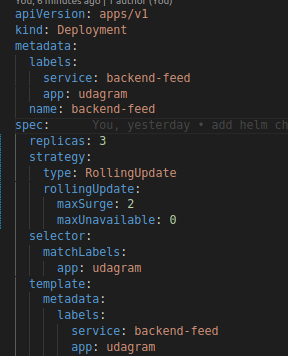 You, 6 minutes ago | 1 author (You)
apiVersion: apps/v1
kind: Deployment
metadata:
  labels:
    service: backend-feed
    app: udagram
  name: backend-feed
spec:      You, yesterday • add helm ch
  replicas: 3
  strategy:
    type: RollingUpdate
    rollingUpdate:
      maxSurge: 2
      maxUnavailable: 0
  selector:
    matchLabels:
      app: udagram
  template:
    metadata:
      labels:
        service: backend-feed
        app: udagram